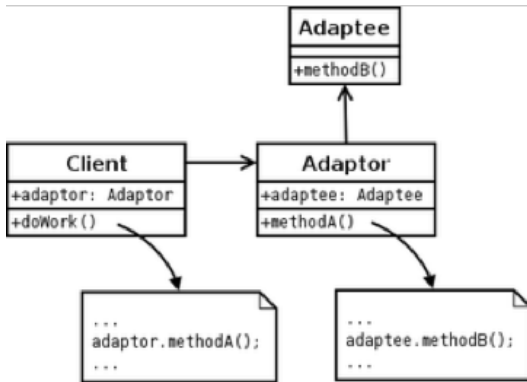 Adaptee
+methodB()
Client
+adaptor: Adaptor
+doWork()
Adaptor
+adaptee: Adaptee
+methodA()
...
adaptor.methodA();
...
...
adaptee.methodB();
...